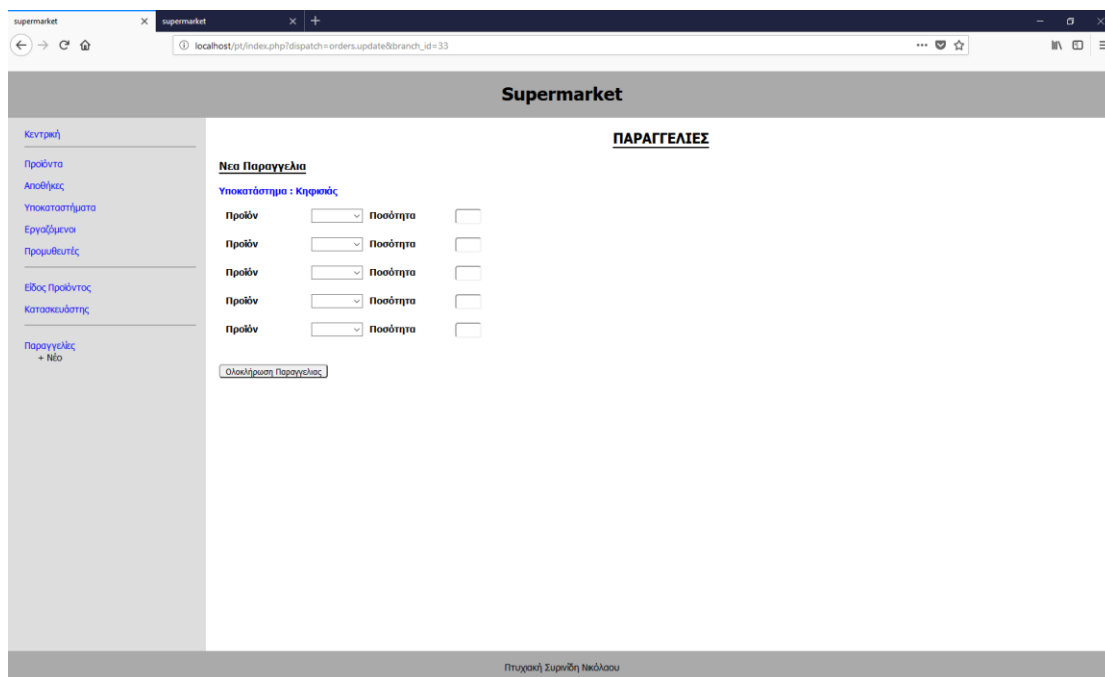 supermarket
supermarket
localhost/pt/index.php?dispatch=orders.update&branch_id=33
Supermarket
Κεντρική
Προϊόντα
Αποθήκες
Υποκαταστήματα
Εργαζόμενοι
Προμυθευτές
Είδος Προϊόντος
Κατασκευάστης
Παραγγελίες
+ Νέο
ΠΑΡΑΓΓΕΛΙΕΣ
Νεα Παραγγελια
Υποκατάστημα : Κηφισιάς
Προϊόν Ποσότητα
Προϊόν Ποσότητα
Προϊόν Ποσότητα
Προϊόν Ποσότητα
Προϊόν Ποσότητα
Ολοκλήρωση Παραγγελιας
Πτυχιακή Συρινίδη Νικόλαου